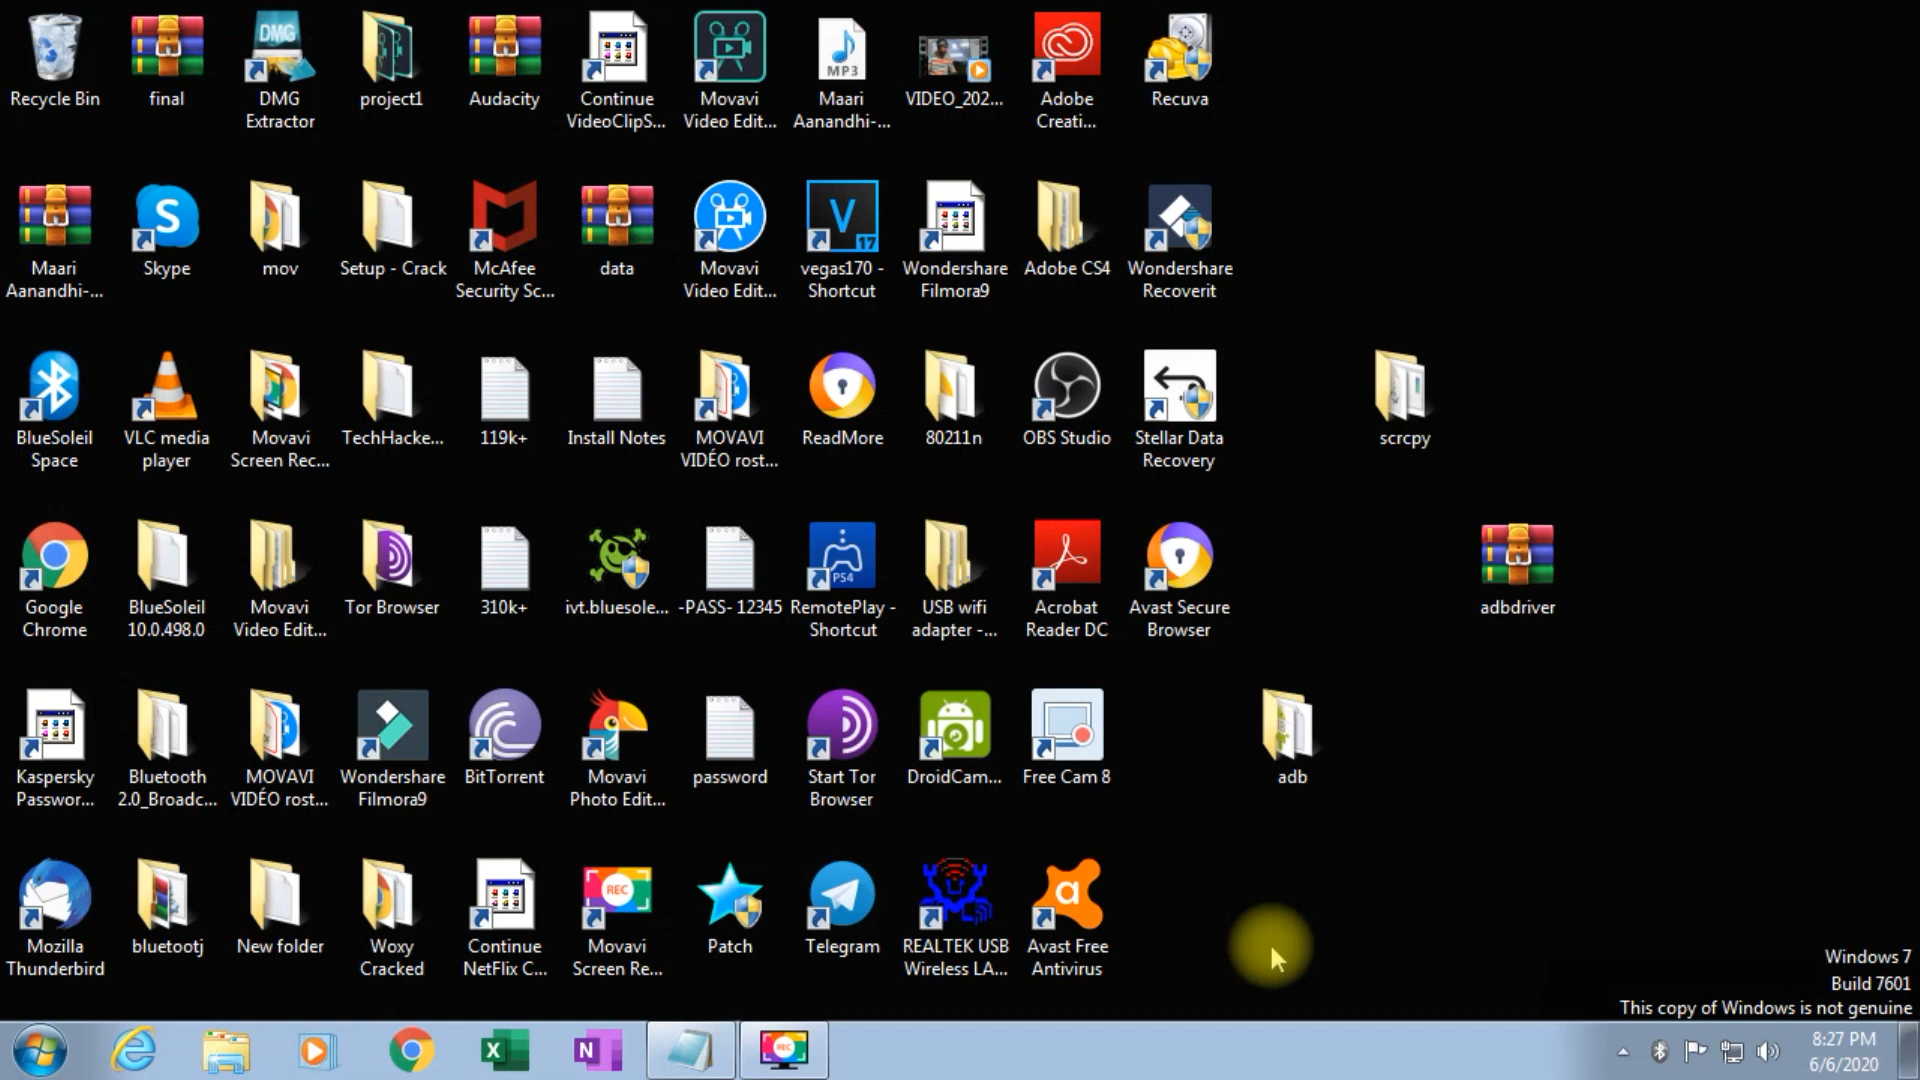 Recycle Bin
final
DMG
Extractor
project1
Audacity
Continue
VideoClipS...
Movavi
Video Edit...
MP3
Maari
Aanandhi-...
VIDEO_202...
Adobe
Creati...
Recuva
Maari
Aanandhi-...
Skype
mov
Setup - Crack
McAfee
Security Sc...
data
Movavi
Video Edit...
17
vegas170 -
Shortcut
Wondershare
Filmora9
Adobe CS4
Wondershare
Recoverit
BlueSoleil
Space
VLC media
player
Movavi
Screen Rec...
TechHacke...
119k+
Install Notes
MOVAVI
VIDÉO rost...
ReadMore
80211n
OBS Studio
Stellar Data
Recovery
scrcpy
Google
Chrome
BlueSoleil
10.0.498.0
Movavi
Video Edit...
Tor Browser
310k+
ivt.bluesole...
-PASS- 12345
PS4
RemotePlay -
Shortcut
USB wifi
adapter -...
Acrobat
Reader DC
Avast Secure
Browser
adbdriver
Kaspersky
Passwor...
Bluetooth
2.0_Broadc...
MOVAVI
VIDÉO rost...
Wondershare
Filmora9
BitTorrent
Movavi
Photo Edit...
password
Start Tor
Browser
DroidCam...
Free Cam 8
adb
Mozilla
Thunderbird
bluetootj
New folder
Woxy
Cracked
Continue
NetFlix C...
REC
Movavi
Screen Re...
Patch
Telegram
REALTEK USB
Wireless LA...
Avast Free
Antivirus
Windows 7
Build 7601
This copy of Windows is not genuine
REC
8:27 PM
6/6/2020